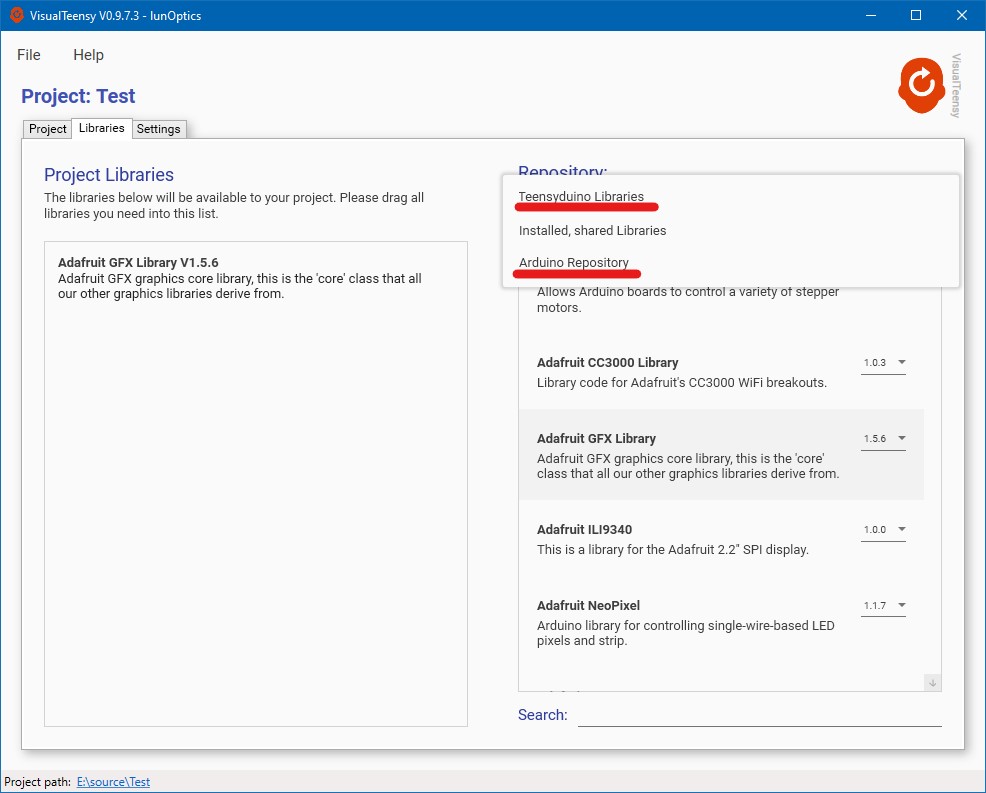 VisualTeensy V0.9.7.3 - lunOptics
File
Help
VisualTeensy
Project: Test
Project
Libraries
Settings
Project Libraries
The libraries below will be available to your project. Please drag all
libraries you need into this list.
Adafruit GFX Library V1.5.6
Adafruit GFX graphics core library, this is the 'core' class that all
our other graphics libraries derive from.
Repository:
Teensyduino Libraries
Installed, shared Libraries
Arduino Repository
Allows Arduino boards to control a variety of stepper
motors.
Adafruit CC3000 Library
1.0.3
Library code for Adafruit's CC3000 WiFi breakouts.
Adafruit GFX Library
1.5.6
Adafruit GFX graphics core library, this is the 'core'
class that all our other graphics libraries derive from.
Adafruit ILI9340
1.0.0
This is a library for the Adafruit 2.2" SPI display.
Adafruit NeoPixel
1.1.7
Arduino library for controlling single-wire-based LED
pixels and strip.
Search:
Project path: E:\source\Test